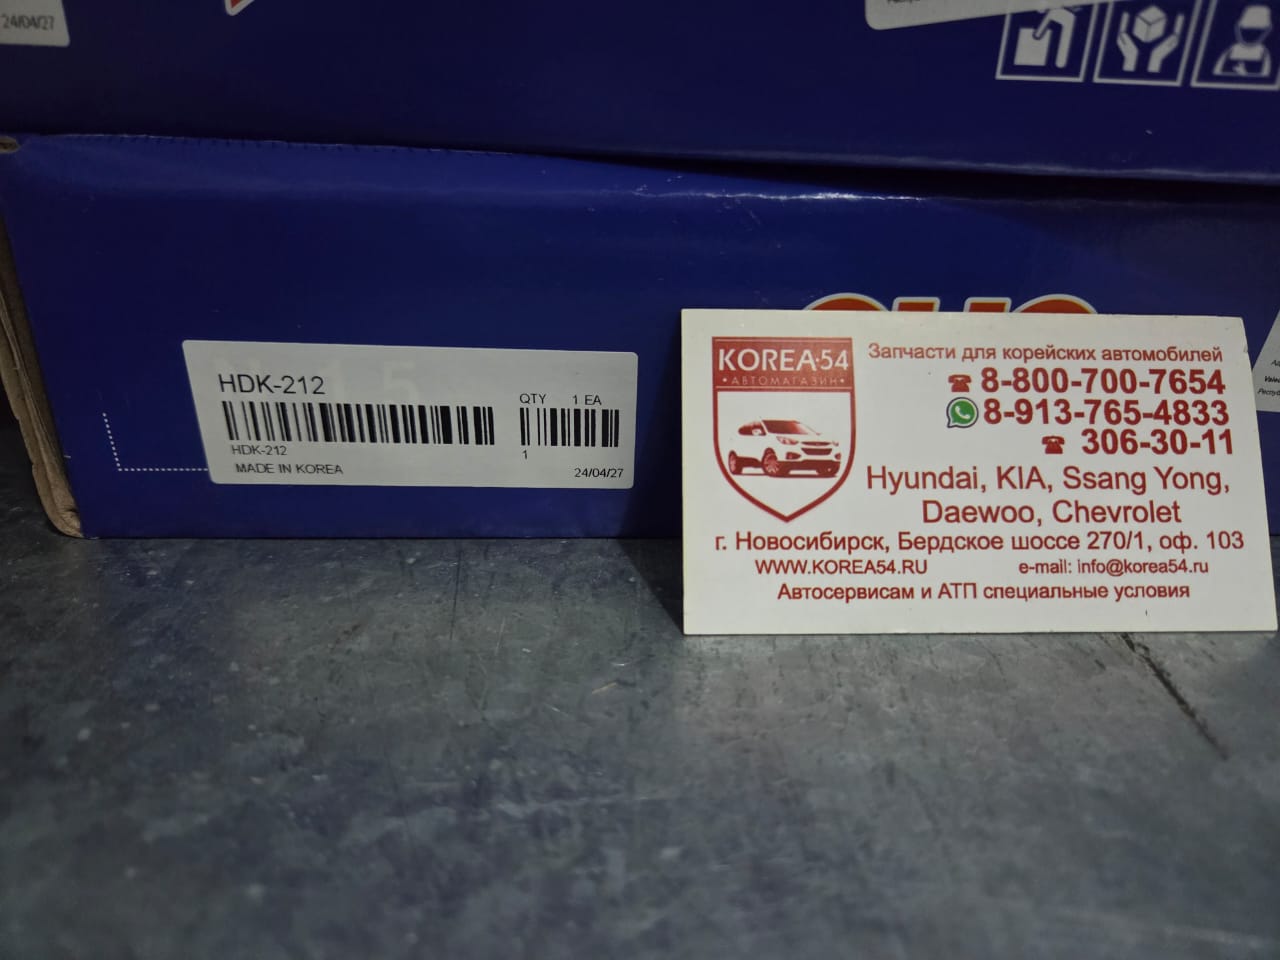 24/04/27
HDK-212
QTY 1 EA
HDK-212
1
MADE IN KOREA
24/04/27
KOREA·54
•АВТОМАГАЗИН•
Запчасти для корейских автомобилей
8-800-700-7654
8-913-765-4833
306-30-11
Hyundai, KIA, Ssang Yong,
Daewoo, Chevrolet
г. Новосибирск, Бердское шоссе 270/1, оф. 103
WWW.KOREA54.RU e-mail: info@korea54.ru
Автосервисам и АТП специальные условия